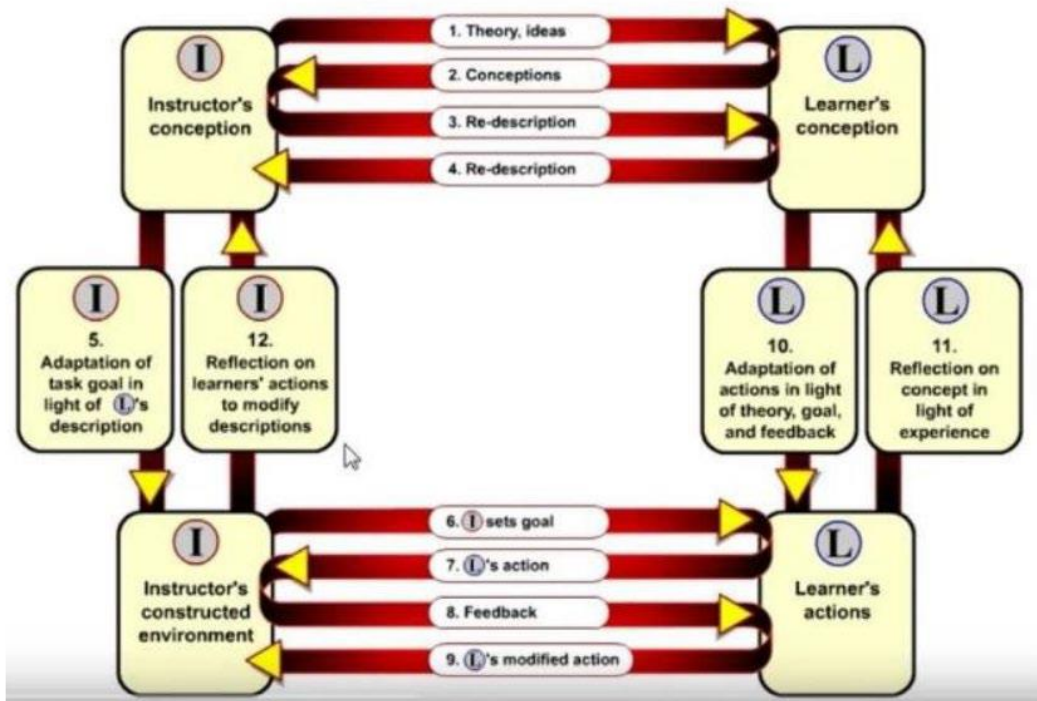 1. Theory, ideas
I
Instructor's
conception
2. Conceptions
3. Re-description
4. Re-description
L
Learner's
conception
I
5.
Adaptation of
task goal in
light of L's
description
I
12.
Reflection on
learners' actions
to modify
descriptions
L
10.
Adaptation of
actions in light
of theory, goal,
and feedback
L
11.
Reflection on
concept in
light of
experience
I
Instructor's
constructed
environment
6. I sets goal
7. L's action
8. Feedback
9. L's modified action
L
Learner's
actions